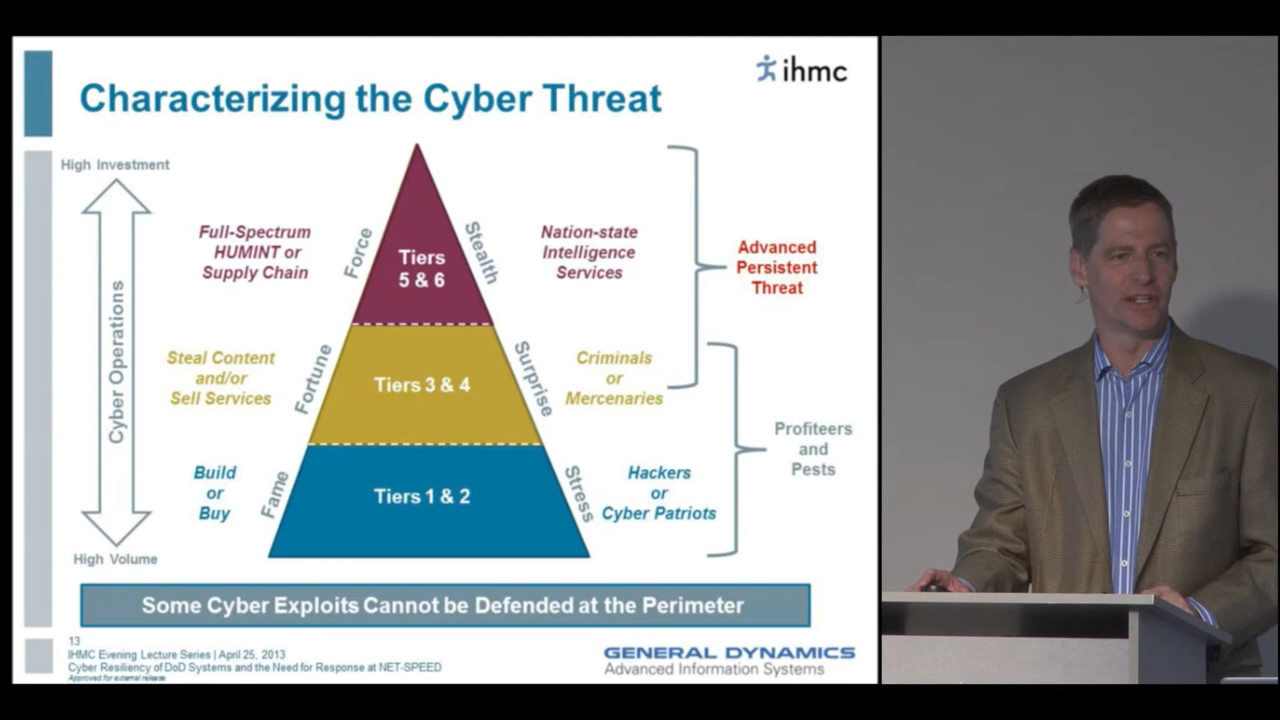 ihmc
Characterizing the Cyber Threat
High Investment
Cyber Operations
High Volume
Full-Spectrum
HUMINT or
Supply Chain
Force
Tiers
5 & 6
Stealth
Nation-state
Intelligence
Services
Advanced
Persistent
Threat
Steal Content
and/or
Sell Services
Fortune
Tiers 3 & 4
Surprise
Criminals
or
Mercenaries
Profiteers
and
Pests
Build
or
Buy
Fame
Tiers 1 & 2
Stress
Hackers
or
Cyber Patriots
Some Cyber Exploits Cannot be Defended at the Perimeter
13
IHMC Evening Lecture Series | April 25, 2013
Cyber Resiliency of DoD Systems and the Need for Response at NET-SPEED
Approved for external release
GENERAL DYNAMICS
Advanced Information Systems